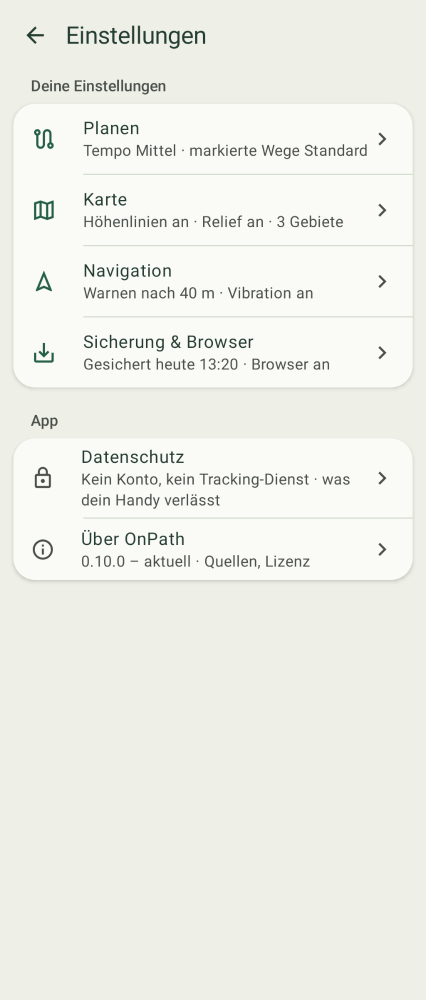 Einstellungen
Deine Einstellungen
Planen
Tempo Mittel · markierte Wege Standard
Karte
Höhenlinien an · Relief an · 3 Gebiete
Navigation
Warnen nach 40 m · Vibration an
Sicherung & Browser
Gesichert heute 13:20 · Browser an
App
Datenschutz
Kein Konto, kein Tracking-Dienst · was
dein Handy verlässt
Über OnPath
0.10.0 – aktuell · Quellen, Lizenz